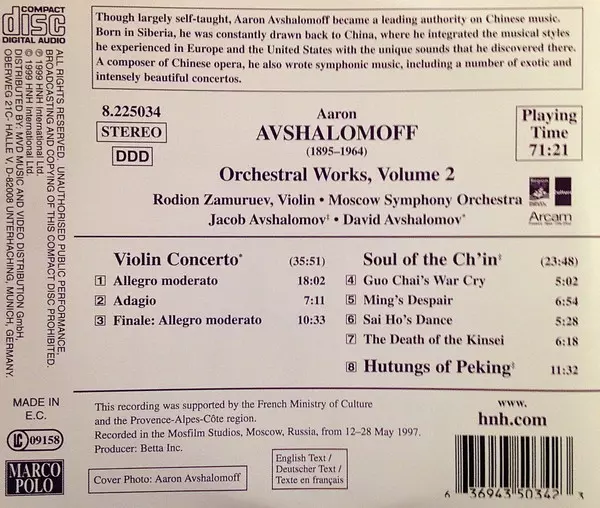 COMPACT
disc
DIGITAL AUDIO
ALL RIGHTS RESERVED. UNAUTHORISED PUBLIC PERFORMANCE,
BROADCASTING AND COPYING OF THIS COMPACT DISC PROHIBITED.
℗ 1999 HNH International Ltd.
© 1999 HNH International Ltd.
DISTRIBUTED BY: MVD MUSIC AND VIDEO DISTRIBUTION GmbH,
OBERWEG 21C- HALLE V, D-82008 UNTERHACHING, MUNICH, GERMANY.
Though largely self-taught, Aaron Avshalomoff became a leading authority on Chinese music.
Born in Siberia, he was constantly drawn back to China, where he integrated the musical styles
he experienced in Europe and the United States with the unique sounds that he discovered there.
A composer of Chinese opera, he also wrote symphonic music, including a number of exotic and
intensely beautiful concertos.
8.225034
STEREO
DDD
Aaron
AVSHALOMOFF
(1895-1964)
Orchestral Works, Volume 2
Rodion Zamuruev, Violin • Moscow Symphony Orchestra
Jacob Avshalomov‡ • David Avshalomov*
Playing
Time
71:21
Arcam
Violin Concerto* (35:51)
1 Allegro moderato 18:02
2 Adagio 7:11
3 Finale: Allegro moderato 10:33
Soul of the Ch'in‡ (23:48)
4 Guo Chai's War Cry 5:02
5 Ming's Despair 6:54
6 Sai Ho's Dance 5:28
7 The Death of the Kinsei 6:18
8 Hutungs of Peking‡ 11:32
MADE IN
E.C.
LC 09158
MARCO
POLO
This recording was supported by the French Ministry of Culture
and the Provence-Alpes-Côte region.
Recorded in the Mosfilm Studios, Moscow, Russia, from 12–28 May 1997.
Producer: Betta Inc.
Cover Photo: Aaron Avshalomoff
English Text /
Deutscher Text /
Texte en français
www.
hnh.com
6 36943 50342 3